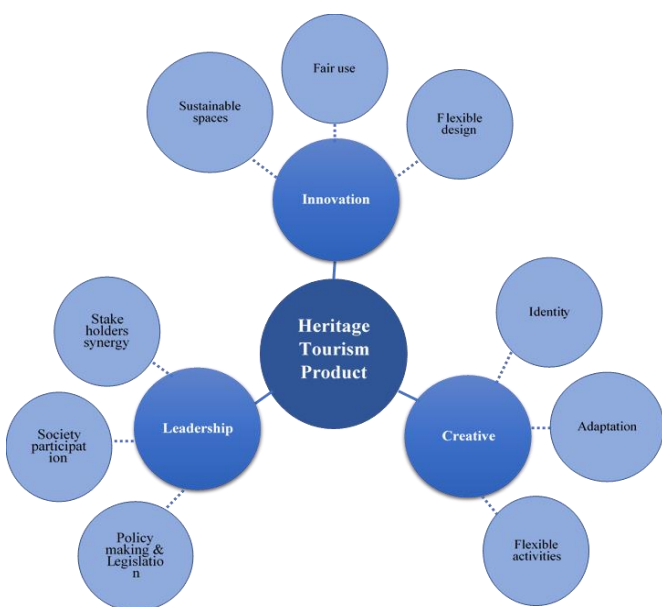 Fair use
Sustainable
spaces
Flexible
design
Innovation
Heritage
Tourism
Product
Identity
Adaptation
Creative
Flexible
activities
Stake
holders
synergy
Leadership
Society
participat
ion
Policy
making &
Legislatio
n